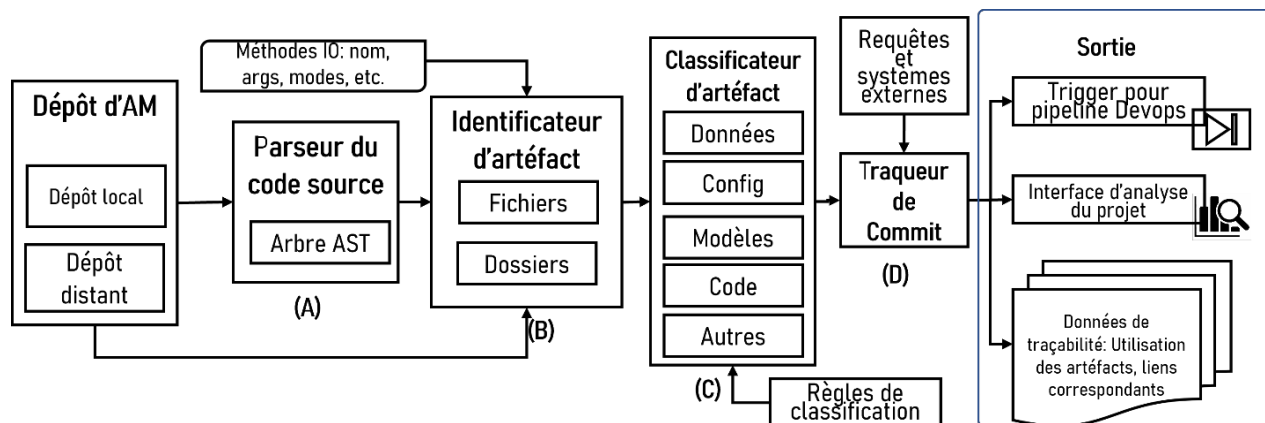 Dépôt d'AM
Dépôt local
Dépôt
distant
Méthodes IO: nom,
args, modes, etc.
Parseur du
code source
Arbre AST
(A)
Identificateur
d'artéfact
Fichiers
Dossiers
(B)
Classificateur
d'artéfact
Données
Config
Modèles
Code
Autres
(C)
Règles de
classification
Requêtes
et
systèmes
externes
Traqueur
de
Commit
(D)
Sortie
Trigger pour
pipeline Devops
Interface d'analyse
du projet
Données de
traçabilité: Utilisation
des artéfacts, liens
correspondants